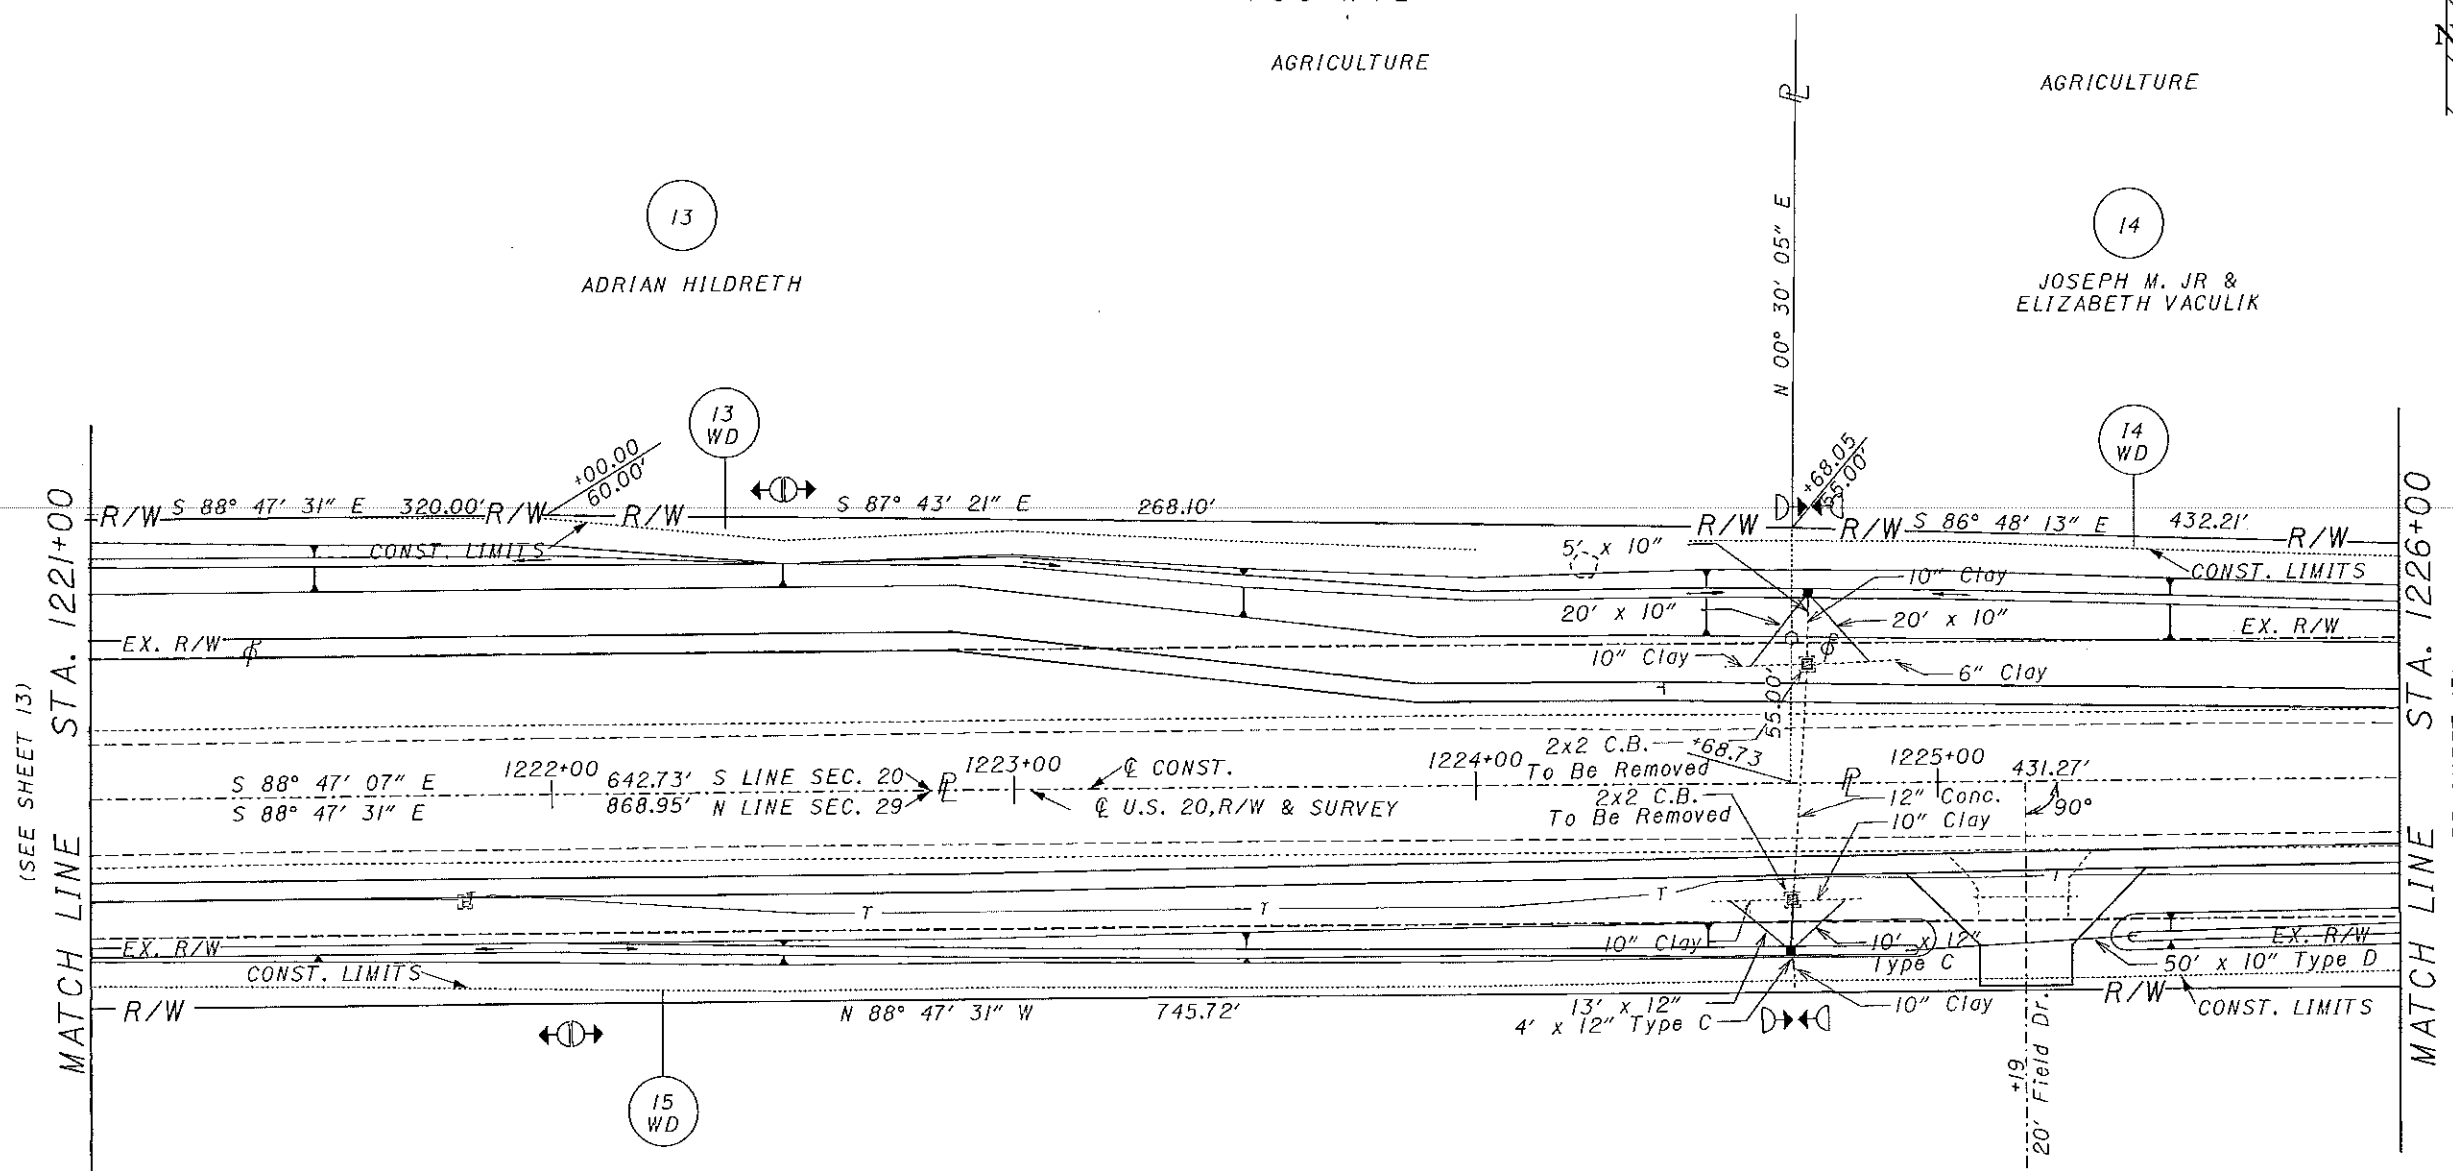 AGRICULTURE
AGRICULTURE
P L
N 00° 30' 05" E
13
ADRIAN HILDRETH
14
JOSEPH M. JR &
ELIZABETH VACULIK
13
WD
14
WD
+00.00
60.00'
+68.05
55.00'
R/W S 88° 47' 31" E 320.00' R/W R/W S 87° 43' 21" E 268.10' R/W R/W S 86° 48' 13" E 432.21' R/W
CONST. LIMITS
5' x 10"
10" Clay
CONST. LIMITS
20' x 10"
20' x 10"
EX. R/W
EX. R/W
10" Clay
6" Clay
55.00'
MATCH LINE STA. 1221+00
(SEE SHEET 13)
MATCH LINE STA. 1226+00
2x2 C.B.
To Be Removed
+68.73
S 88° 47' 07" E
S 88° 47' 31" E
1222+00
642.73' S LINE SEC. 20
868.95' N LINE SEC. 29
P L
1223+00
C L CONST.
C L U.S. 20,R/W & SURVEY
1224+00
P L
1225+00
431.27'
90°
2x2 C.B.
To Be Removed
12" Conc.
10" Clay
T
T
T
T
EX. R/W
10" Clay
10' x 12"
Type C
EX. R/W
50' x 10" Type D
CONST. LIMITS
R/W
N 88° 47' 31" W 745.72'
13' x 12"
4' x 12" Type C
10" Clay
R/W
CONST. LIMITS
+19
20' Field Dr.
15
WD